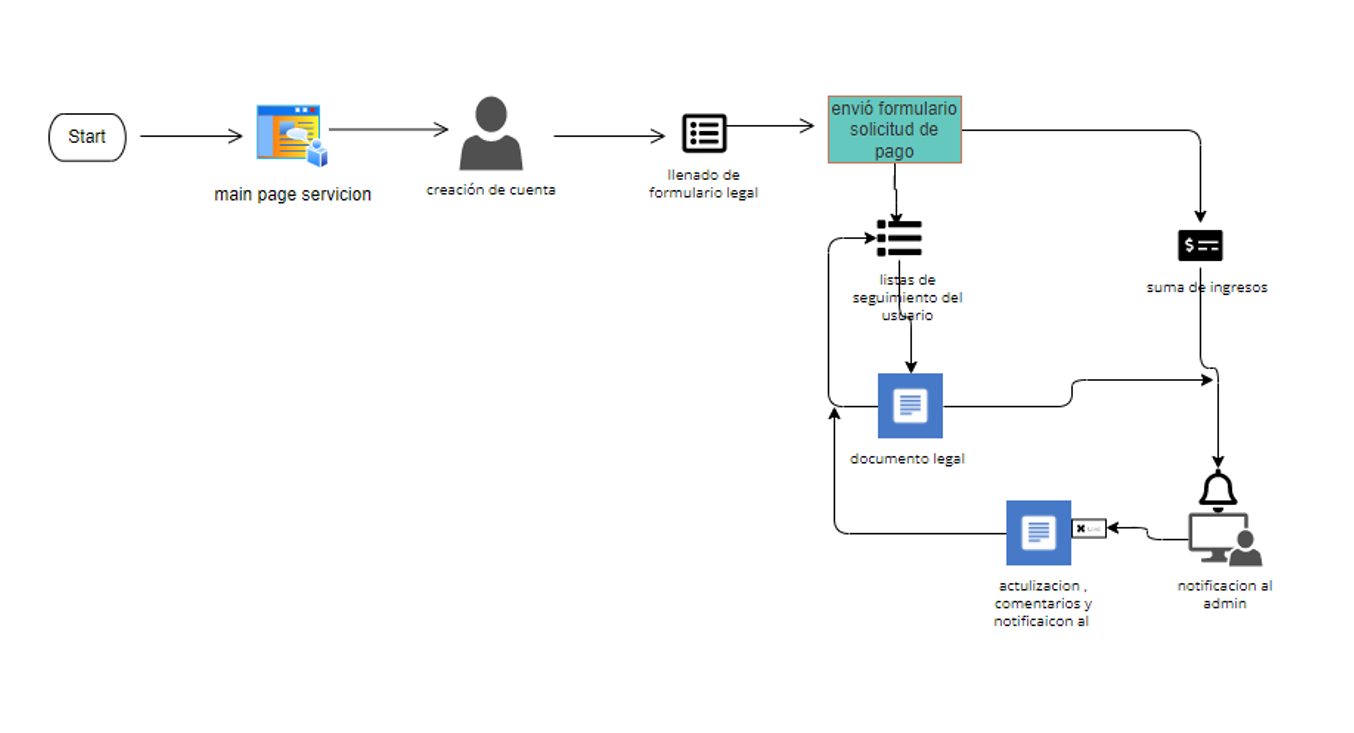 Start
main page servicion
creación de cuenta
llenado de
formulario legal
envió formulario
solicitud de
pago
listas de
seguimiento del
usuario
$
suma de ingresos
documento legal
actulizacion ,
comentarios y
notificaicon al
notificacion al
admin